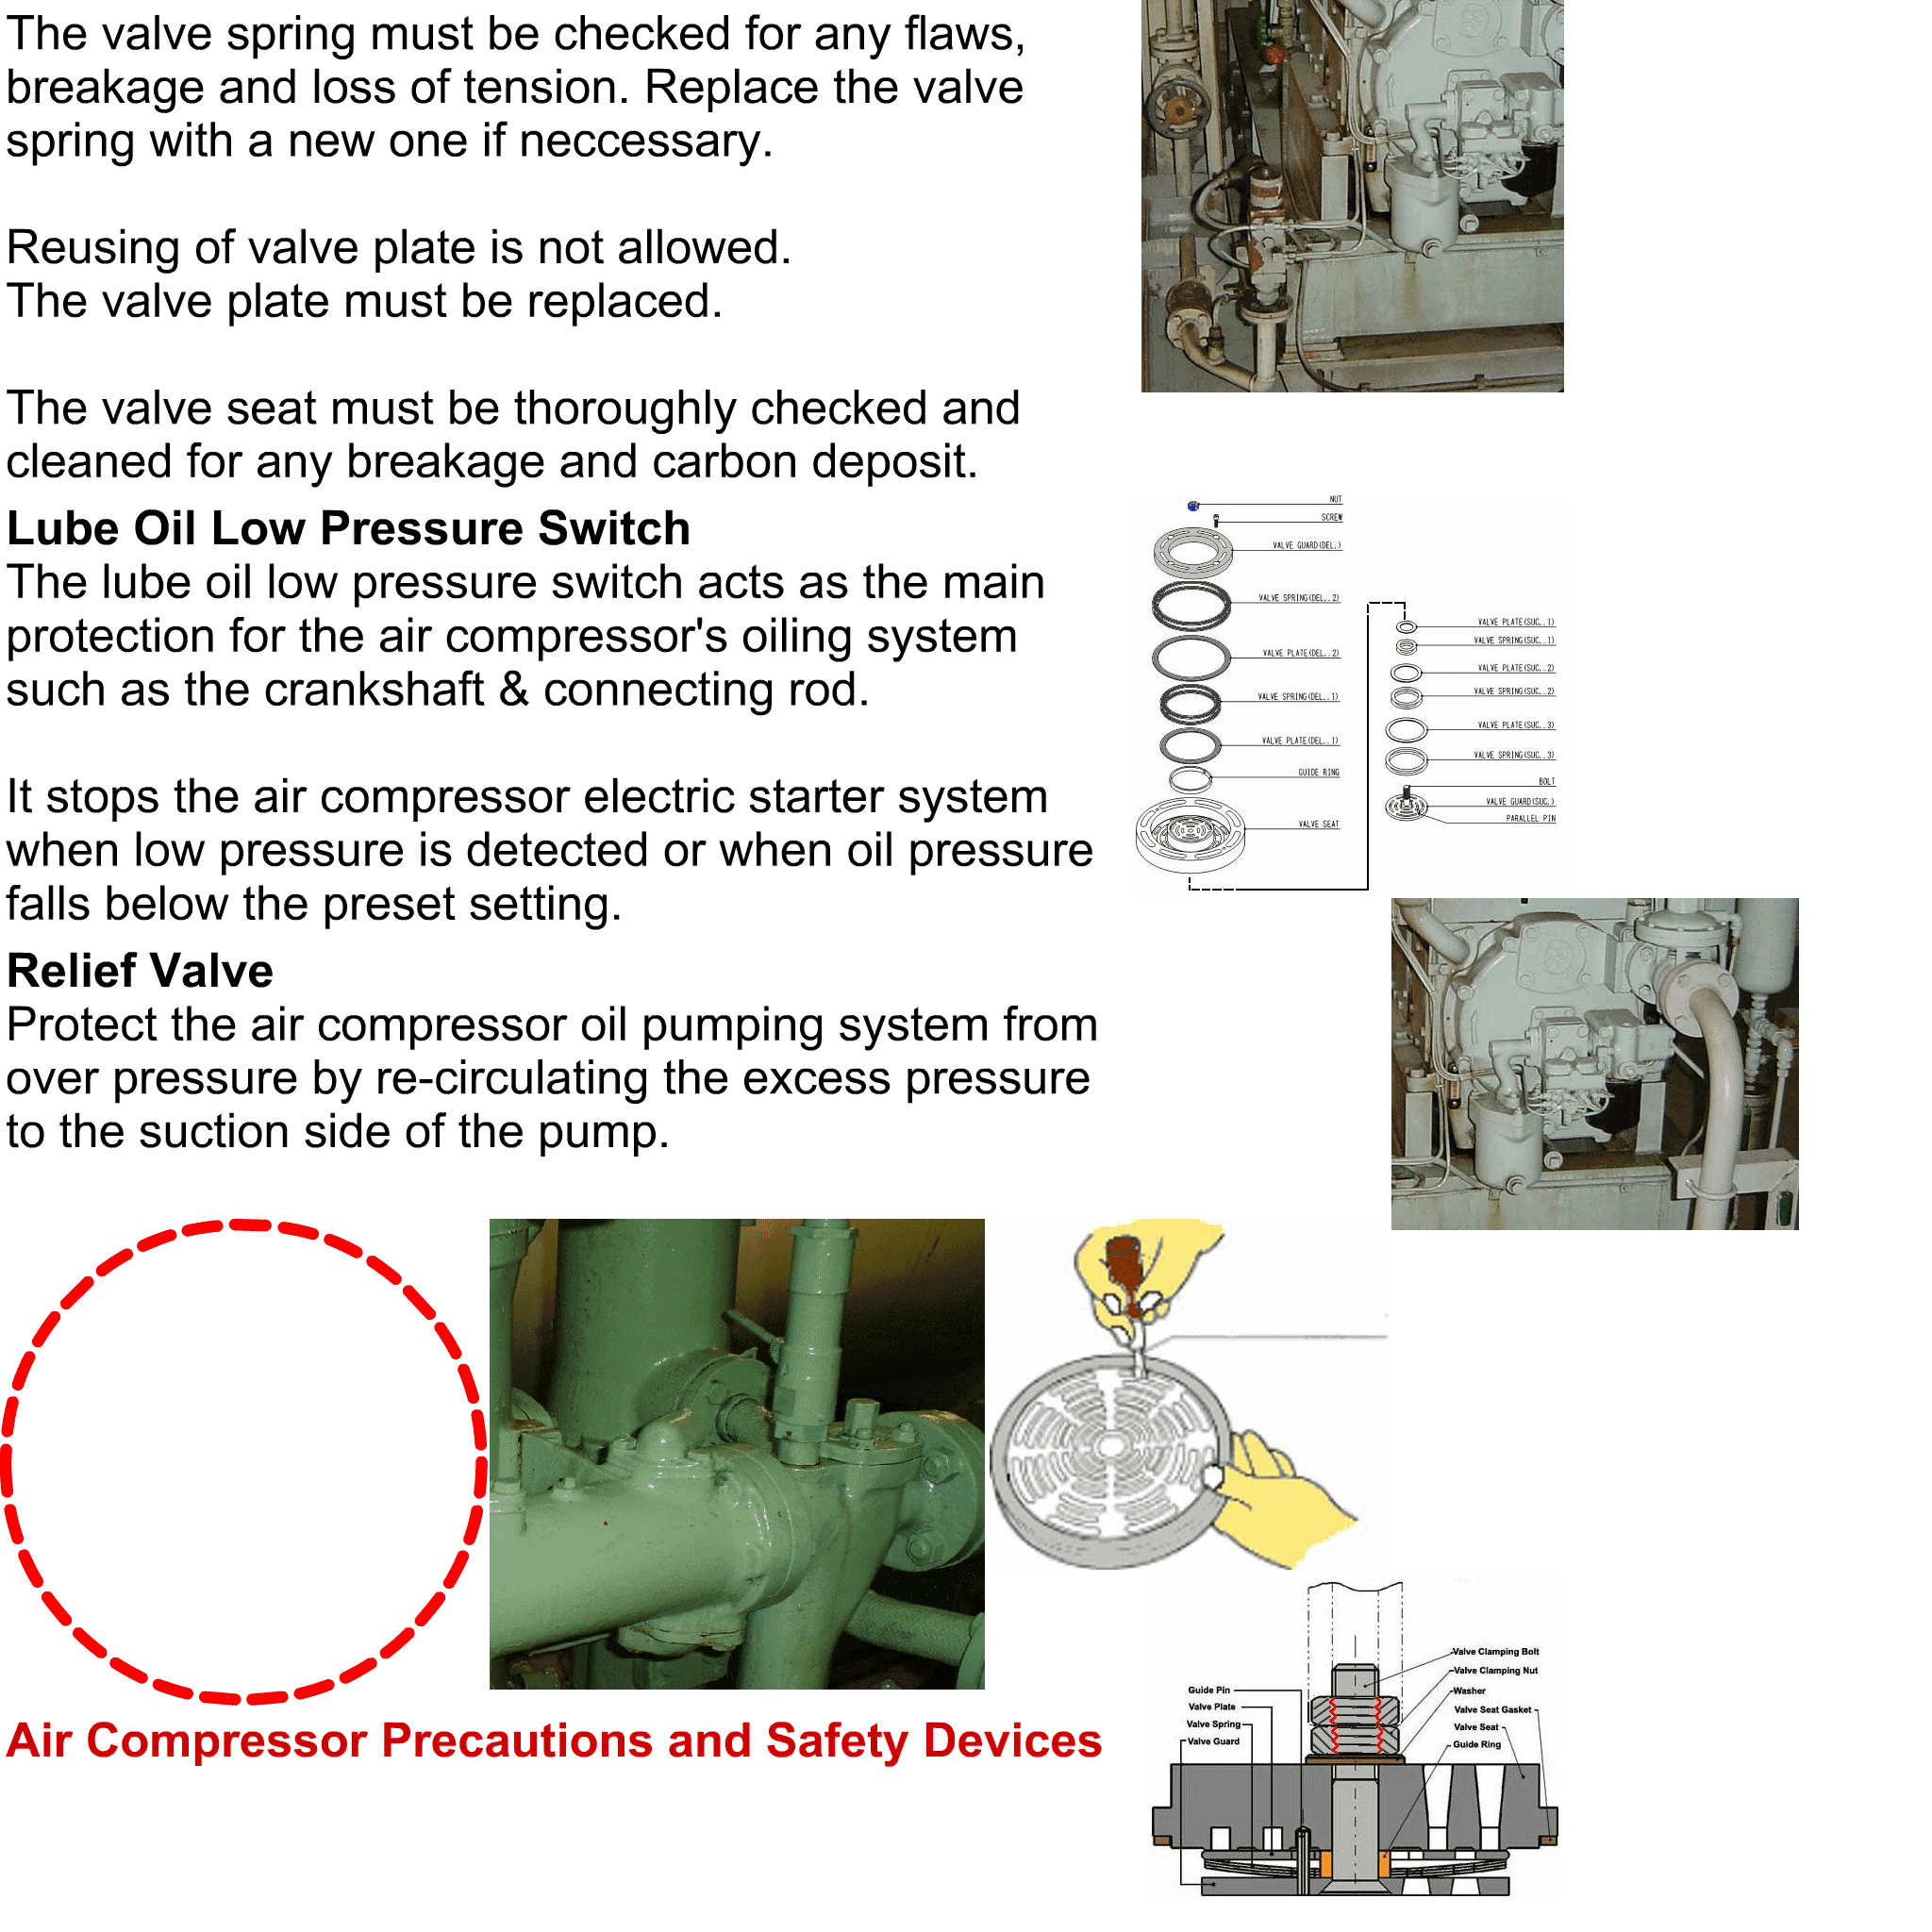 The valve spring must be checked for any flaws,
breakage and loss of tension. Replace the valve
spring with a new one if neccessary.
Reusing of valve plate is not allowed.
The valve plate must be replaced.
The valve seat must be thoroughly checked and
cleaned for any breakage and carbon deposit.
Lube Oil Low Pressure Switch
The lube oil low pressure switch acts as the main
protection for the air compressor's oiling system
such as the crankshaft & connecting rod.
It stops the air compressor electric starter system
when low pressure is detected or when oil pressure
falls below the preset setting.
Relief Valve
Protect the air compressor oil pumping system from
over pressure by re-circulating the excess pressure
to the suction side of the pump.
Air Compressor Precautions and Safety Devices
NUT
SCREW
VALVE GUARD(DEL.)
VALVE SPRING(DEL..2)
VALVE PLATE(DEL..2)
VALVE SPRING(DEL..1)
VALVE PLATE(DEL..1)
GUIDE RING
VALVE SEAT
VALVE PLATE(SUC..1)
VALVE SPRING(SUC..1)
VALVE PLATE(SUC..2)
VALVE SPRING(SUC..2)
VALVE PLATE(SUC..3)
VALVE SPRING(SUC..3)
BOLT
VALVE GUARD(SUC.)
PARALLEL PIN
Guide Pin
Valve Plate
Valve Spring
Valve Guard
Valve Clamping Bolt
Valve Clamping Nut
Washer
Valve Seat Gasket
Valve Seat
Guide Ring